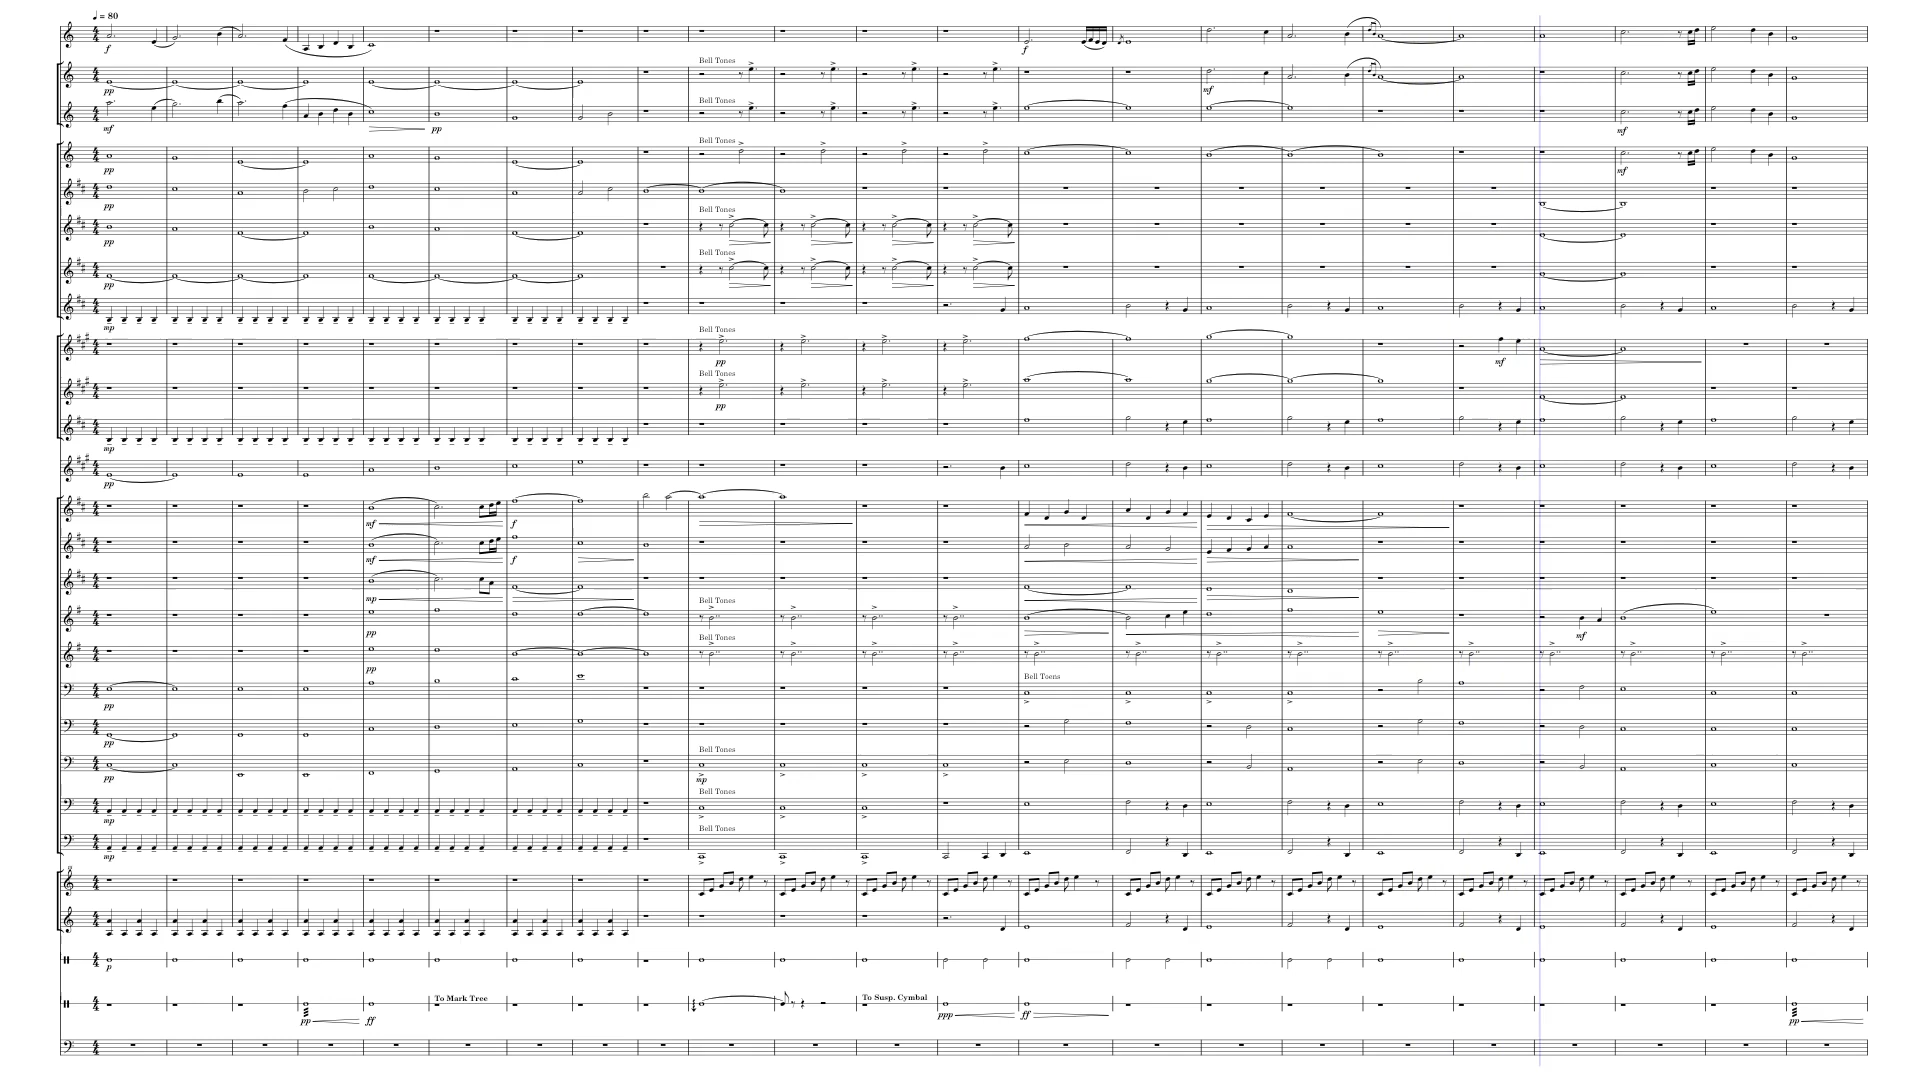 ♩ = 80
f
f
Bell Tones
pp
mf
Bell Tones
mf
pp
mf
Bell Tones
pp
mf
pp
Bell Tones
pp
Bell Tones
pp
mp
Bell Tones
pp
mf
Bell Tones
pp
mp
pp
mf
f
mf
f
mp
Bell Tones
pp
mf
Bell Tones
pp
Bell Toens
pp
pp
Bell Tones
pp
mp
Bell Tones
mp
Bell Tones
mp
p
To Mark Tree
To Susp. Cymbal
pp
ff
ppp
ff
pp